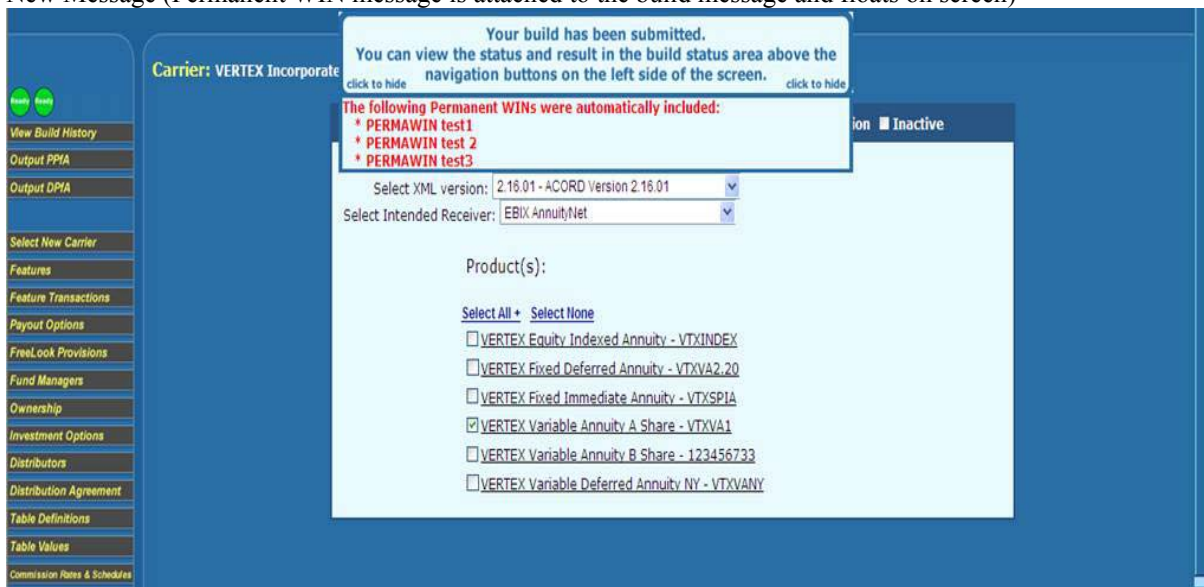 New Message (Permanent WIN message is attached to the build message and floats on screen)
Your build has been submitted.
You can view the status and result in the build status area above the
navigation buttons on the left side of the screen.
click to hide
click to hide
The following Permanent WINs were automatically included:
* PERMAWIN test1
* PERMAWIN test 2
* PERMAWIN test3
Carrier: VERTEX Incorporate
ion Inactive
Ready Ready
View Build History
Output PPfA
Output DPfA
Select New Carrier
Features
Feature Transactions
Payout Options
FreeLook Provisions
Fund Managers
Ownership
Investment Options
Distributors
Distribution Agreement
Table Definitions
Table Values
Commission Rates & Schedules
Select XML version: 2.16.01 - ACORD Version 2.16.01
Select Intended Receiver: EBIX AnnuityNet
Product(s):
Select All + Select None
VERTEX Equity Indexed Annuity - VTXINDEX
VERTEX Fixed Deferred Annuity - VTXVA2.20
VERTEX Fixed Immediate Annuity - VTXSPIA
VERTEX Variable Annuity A Share - VTXVA1
VERTEX Variable Annuity B Share - 123456733
VERTEX Variable Deferred Annuity NY - VTXVANY